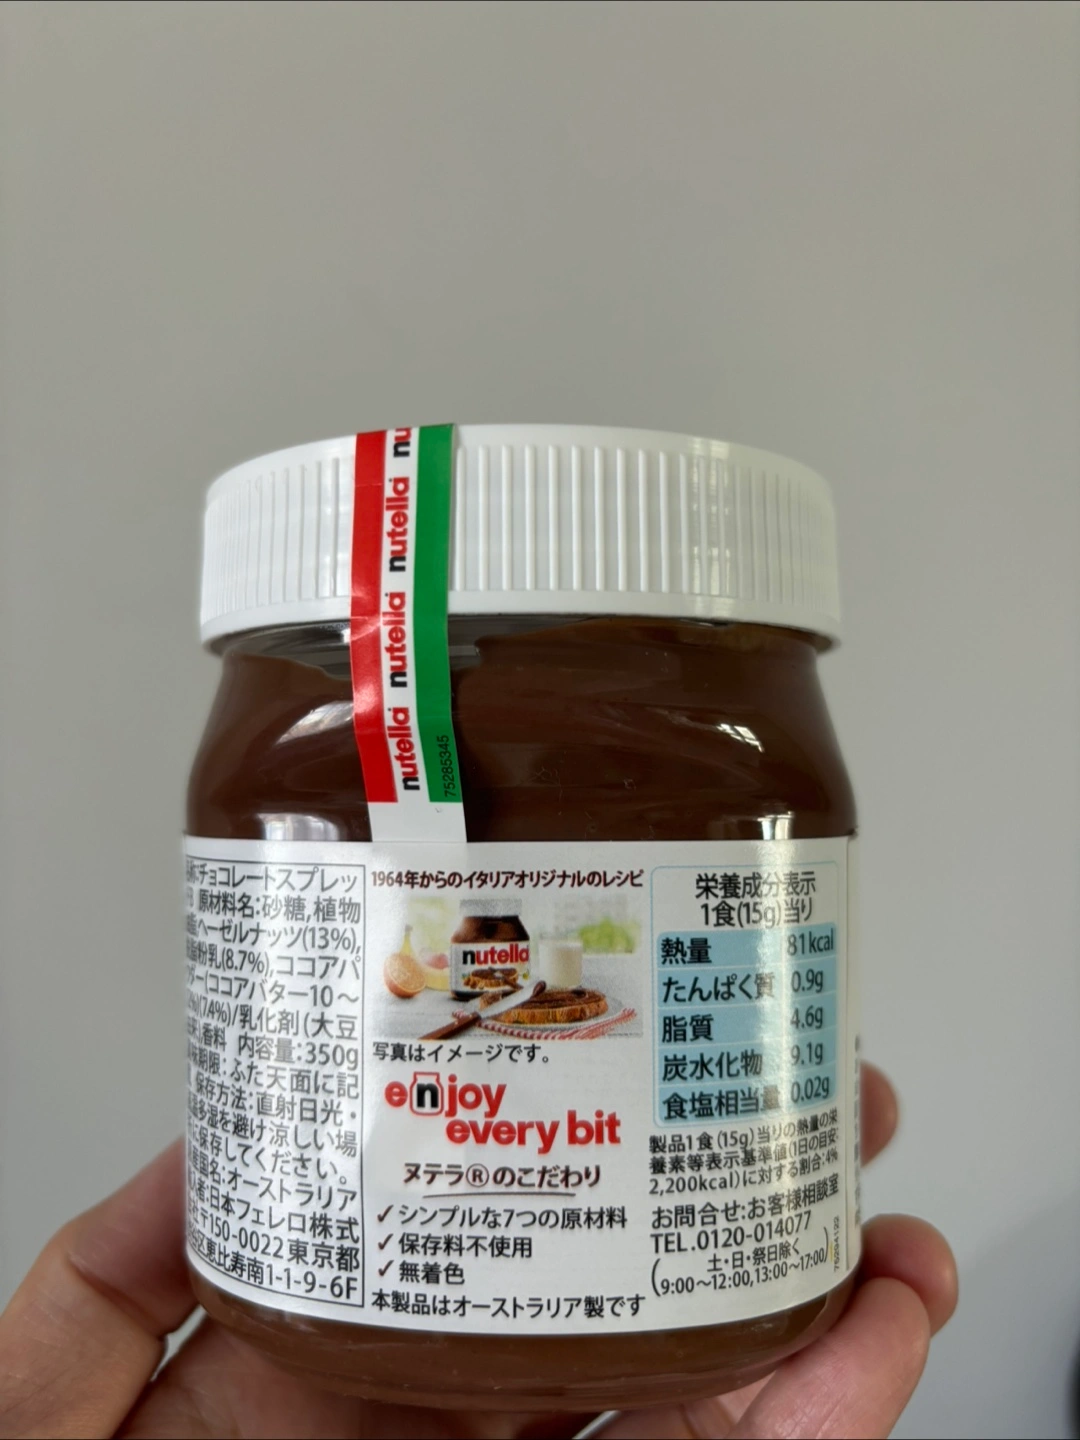 nutella nutella nutella nu
75285345
チョコレートスプレッ
原材料名:砂糖,植物
ヘーゼルナッツ(13%),
粉乳(8.7%),ココアパ
(ココアバター10～
(7.4%)/乳化剤(大豆
香料 内容量:350g
期限:ふた天面に記
保存方法:直射日光・
多湿を避け涼しい場
に保存してください。
国名:オーストラリア
者:日本フェレロ株式
〒150-0022東京都
区恵比寿南1-1-9-6F
1964年からのイタリアオリジナルのレシピ
nutella
写真はイメージです。
enjoy
every bit
ヌテラ®のこだわり
✓シンプルな7つの原材料
✓保存料不使用
✓無着色
本製品はオーストラリア製です
栄養成分表示
1食(15g)当り
熱量 81kcal
たんぱく質 0.9g
脂質 4.6g
炭水化物 9.1g
食塩相当量 0.02g
製品1食(15g)当りの熱量の栄
養素等表示基準値(1日の目安:
2,200kcal)に対する割合:4%
お問合せ:お客様相談室
TEL.0120-014077
(土・日・祭日除く
9:00～12:00,13:00～17:00)